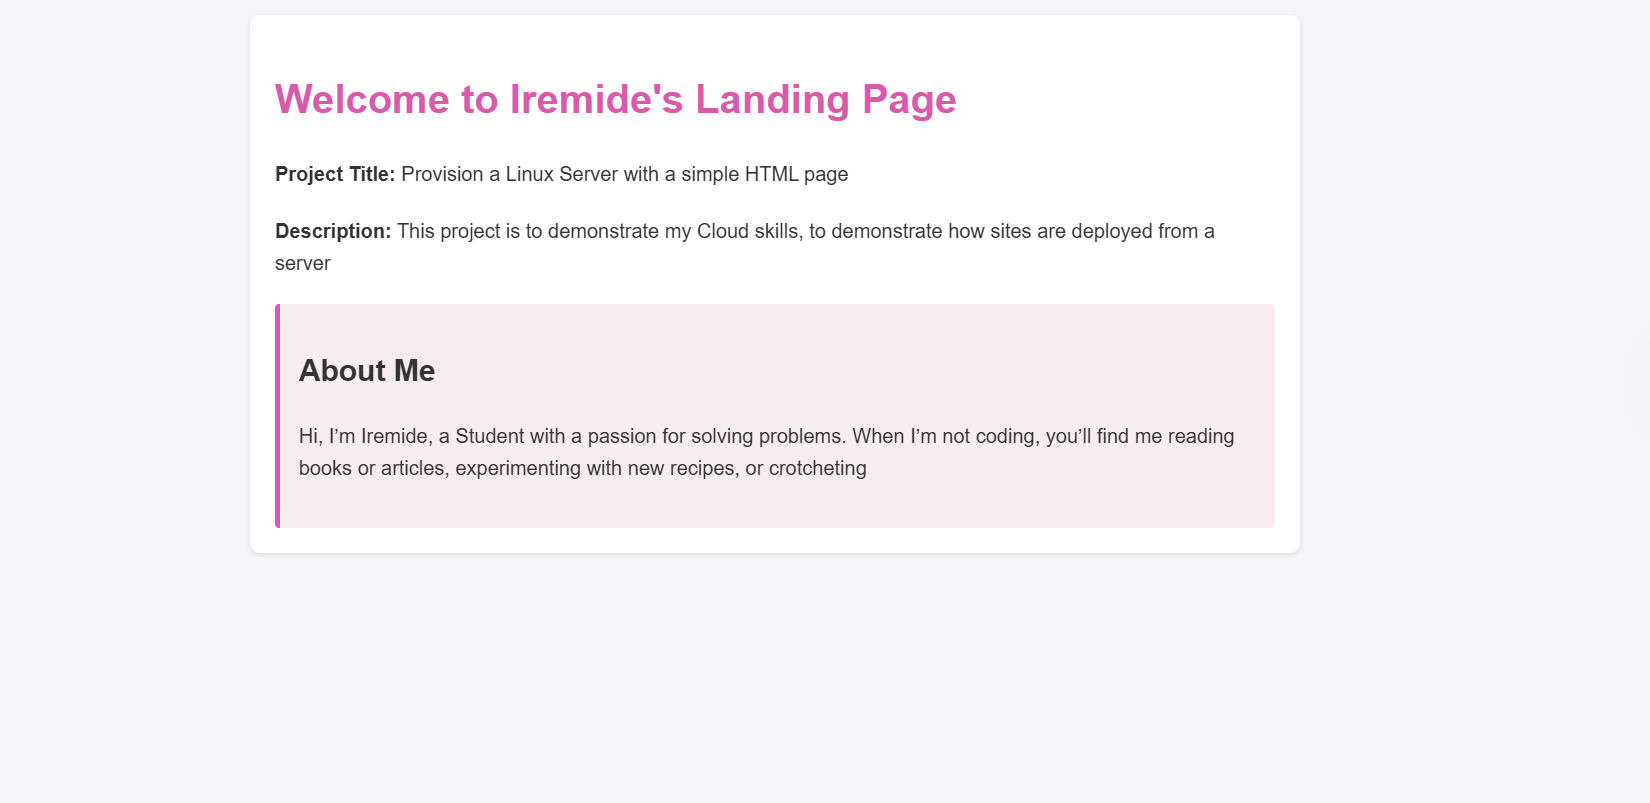 Welcome to Iremide's Landing Page
Project Title: Provision a Linux Server with a simple HTML page
Description: This project is to demonstrate my Cloud skills, to demonstrate how sites are deployed from a
server
About Me
Hi, I’m Iremide, a Student with a passion for solving problems. When I’m not coding, you’ll find me reading
books or articles, experimenting with new recipes, or crotcheting